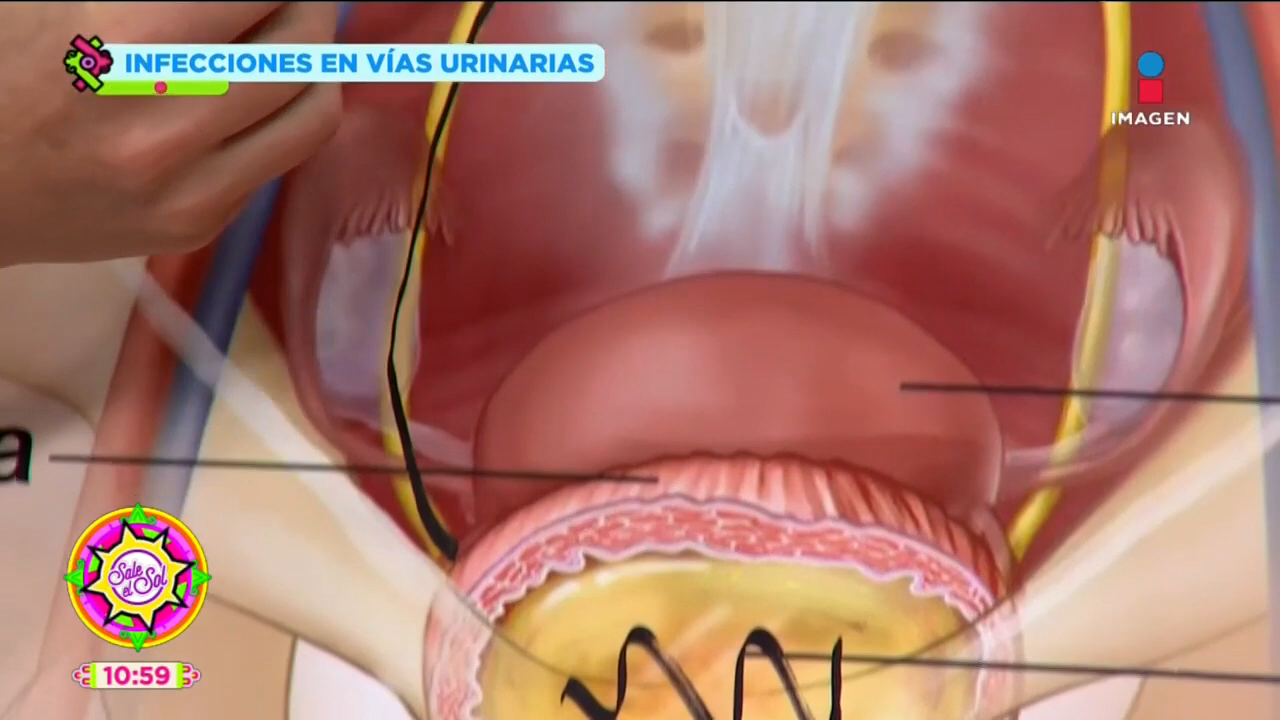 INFECCIONES EN VÍAS URINARIAS
IMAGEN
a
Sale
el Sol
10:59